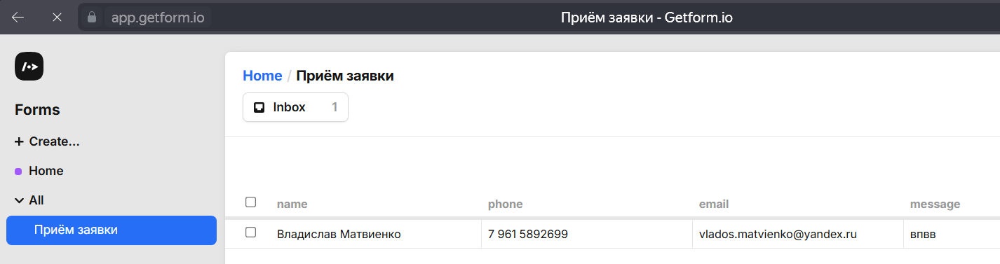 app.getform.io
Приём заявки - Getform.io
Forms
+ Create...
Home
All
Приём заявки
Home / Приём заявки
Inbox 1
name phone email message
Владислав Матвиенко 7 961 5892699 vlados.matvienko@yandex.ru впвв